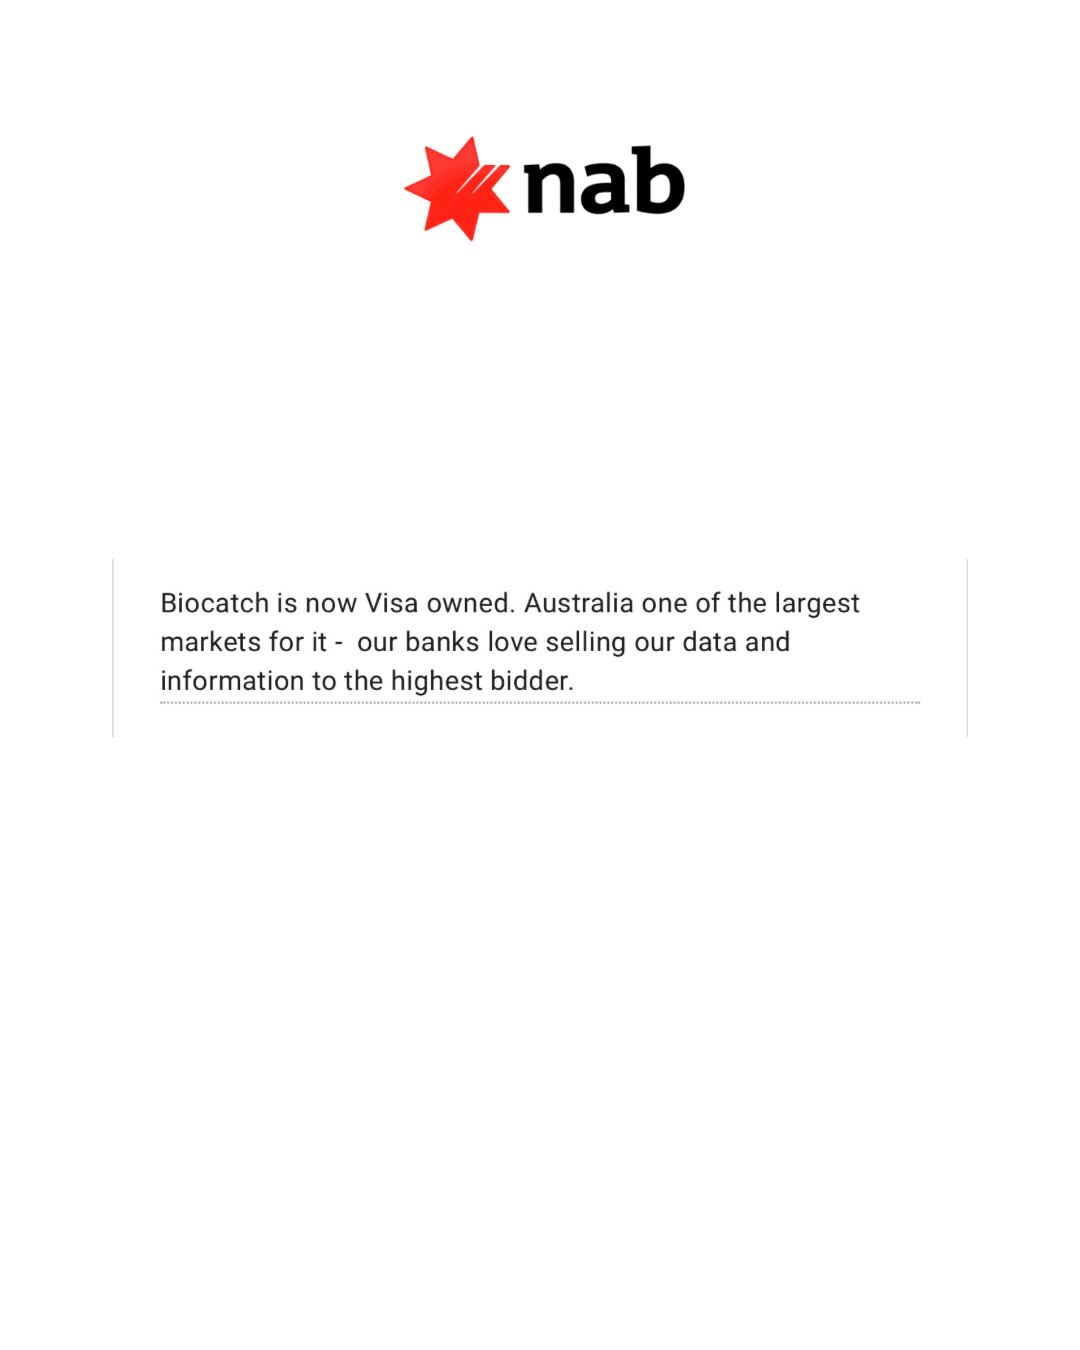 nab
Biocatch is now Visa owned. Australia one of the largest
markets for it -  our banks love selling our data and
information to the highest bidder.